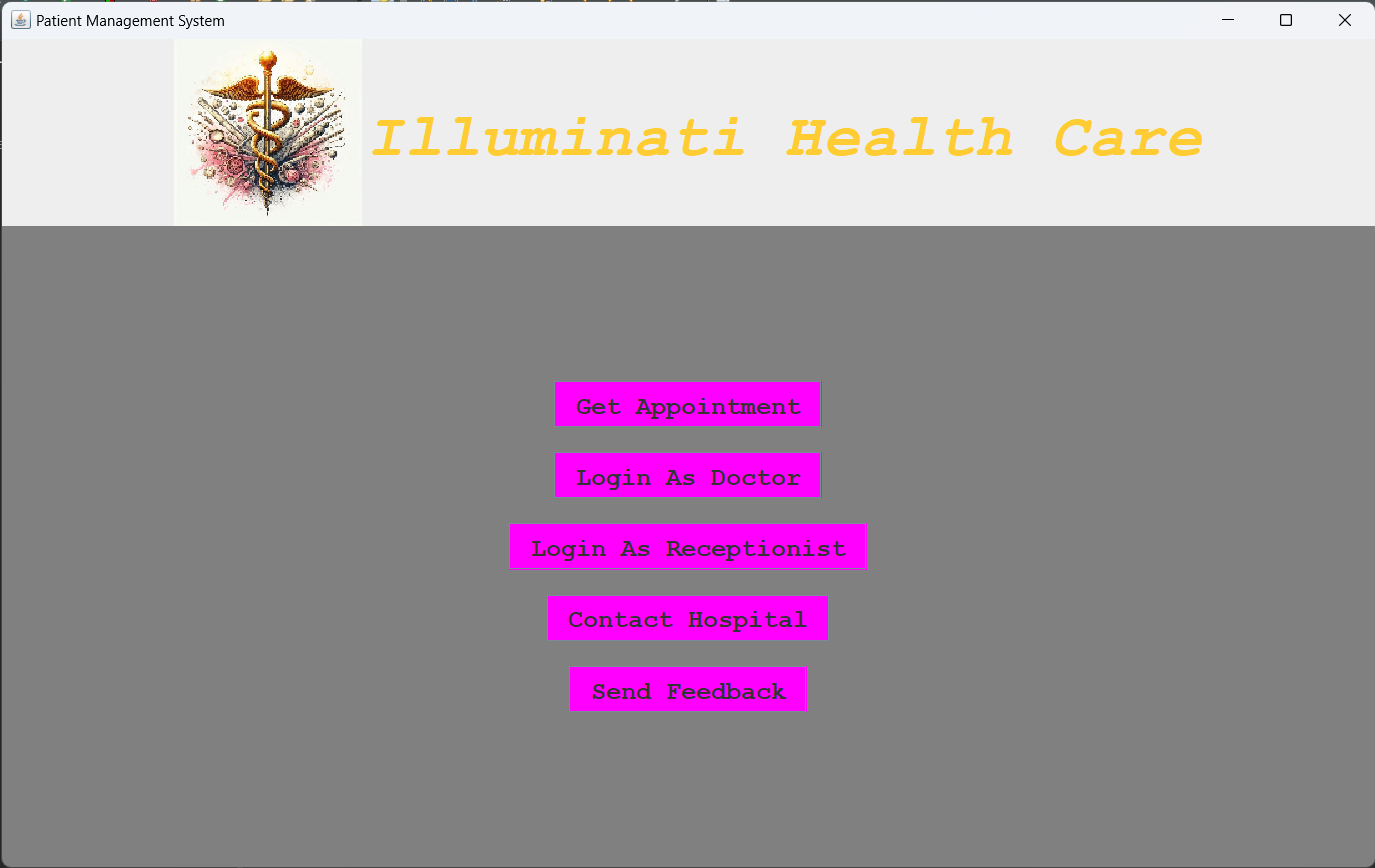 Patient Management System
Illuminati Health Care
Get Appointment
Login As Doctor
Login As Receptionist
Contact Hospital
Send Feedback